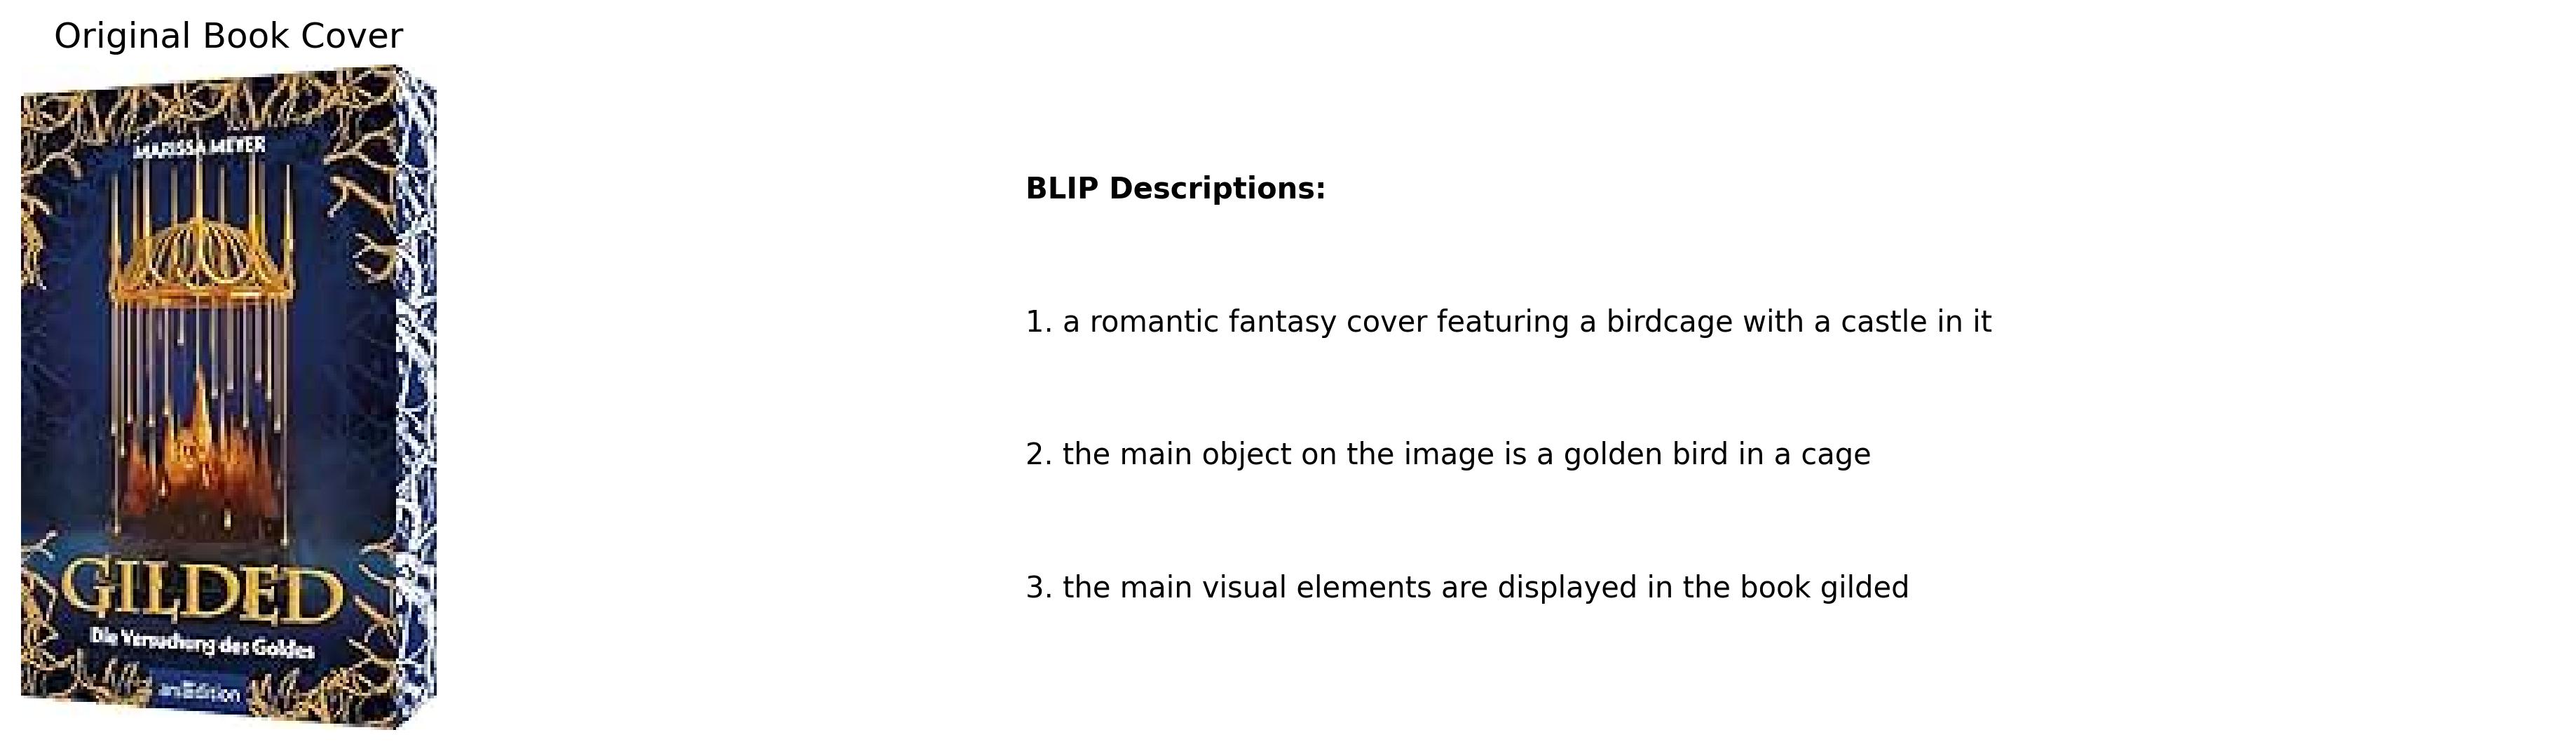 Original Book Cover
MARISSA MEYER
GILDED
Die Versuchung des Goldes
arsEdition
BLIP Descriptions:
1. a romantic fantasy cover featuring a birdcage with a castle in it
2. the main object on the image is a golden bird in a cage
3. the main visual elements are displayed in the book gilded